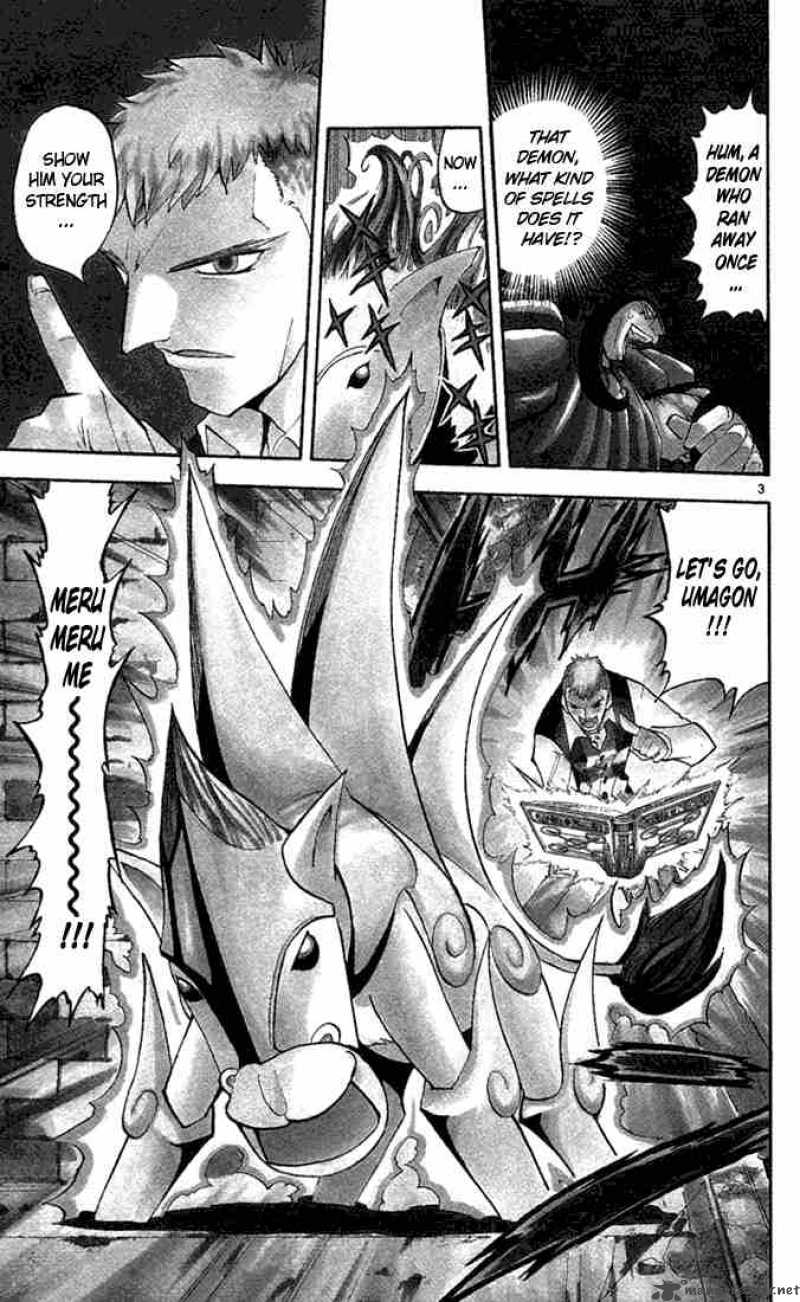 HUM, A
DEMON
WHO
RAN
AWAY
ONCE
...
THAT
DEMON,
WHAT KIND
OF SPELLS
DOES IT
HAVE!?
NOW
...
SHOW
HIM YOUR
STRENGTH
...
3
LET'S GO,
UMAGON
!!!
MERU
MERU
ME
!!!